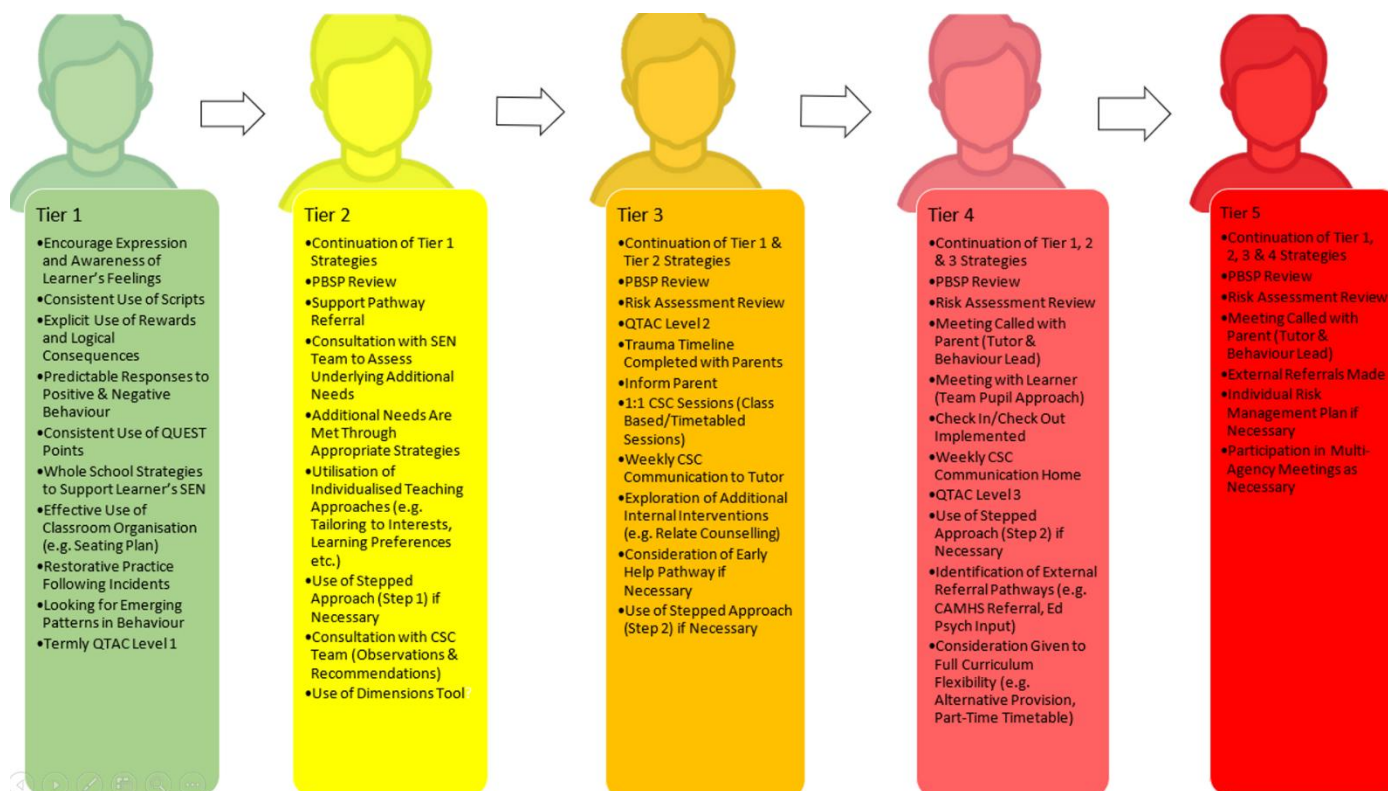 Tier 1
•Encourage Expression
and Awareness of
Learner's Feelings
•Consistent Use of Scripts
•Explicit Use of Rewards
and Logical
Consequences
•Predictable Responses to
Positive & Negative
Behaviour
•Consistent Use of QUEST
Points
•Whole School Strategies
to Support Learner's SEN
•Effective Use of
Classroom Organisation
(e.g. Seating Plan)
•Restorative Practice
Following Incidents
•Looking for Emerging
Patterns in Behaviour
•Termly QTAC Level 1
Tier 2
•Continuation of Tier 1
Strategies
•PBSP Review
•Support Pathway
Referral
•Consultation with SEN
Team to Assess
Underlying Additional
Needs
•Additional Needs Are
Met Through
Appropriate Strategies
•Utilisation of
Individualised Teaching
Approaches (e.g.
Tailoring to Interests,
Learning Preferences
etc.)
•Use of Stepped
Approach (Step 1) if
Necessary
•Consultation with CSC
Team (Observations &
Recommendations)
•Use of Dimensions Tool?
Tier 3
•Continuation of Tier 1 &
Tier 2 Strategies
•PBSP Review
•Risk Assessment Review
•QTAC Level 2
•Trauma Timeline
Completed with Parents
•Inform Parent
•1:1 CSC Sessions (Class
Based/Timetabled
Sessions)
•Weekly CSC
Communication to Tutor
•Exploration of Additional
Internal Interventions
(e.g. Relate Counselling)
•Consideration of Early
Help Pathway if
Necessary
•Use of Stepped Approach
(Step 2) if Necessary
Tier 4
•Continuation of Tier 1, 2
& 3 Strategies
•PBSP Review
•Risk Assessment Review
•Meeting Called with
Parent (Tutor &
Behaviour Lead)
•Meeting with Learner
(Team Pupil Approach)
•Check In/Check Out
Implemented
•Weekly CSC
Communication Home
•QTAC Level 3
•Use of Stepped
Approach (Step 2) if
Necessary
•Identification of External
Referral Pathways (e.g.
CAMHS Referral, Ed
Psych Input)
•Consideration Given to
Full Curriculum
Flexibility (e.g.
Alternative Provision,
Part-Time Timetable)
Tier 5
•Continuation of Tier 1,
2, 3 & 4 Strategies
•PBSP Review
•Risk Assessment Review
•Meeting Called with
Parent (Tutor &
Behaviour Lead)
•External Referrals Made
•Individual Risk
Management Plan if
Necessary
•Participation in Multi-
Agency Meetings as
Necessary